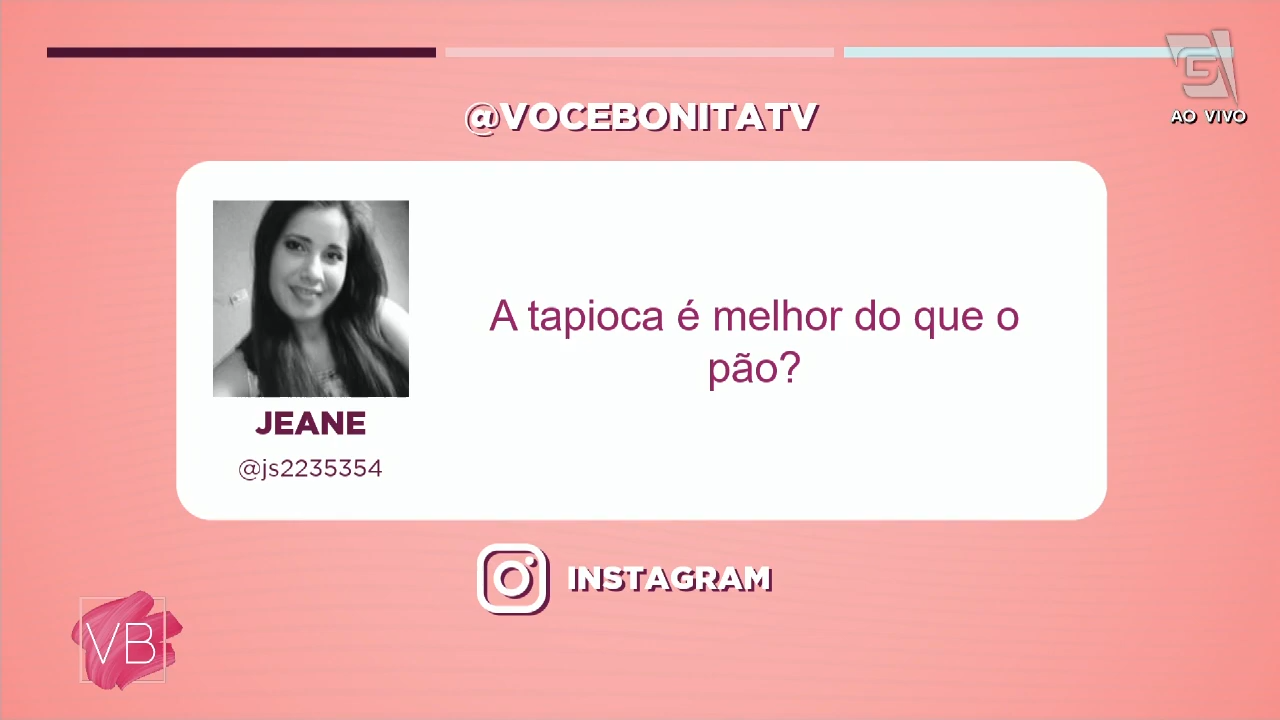 @VOCEBONITATV
AO VIVO
A tapioca é melhor do que o
pão?
JEANE
@js2235354
INSTAGRAM
VB